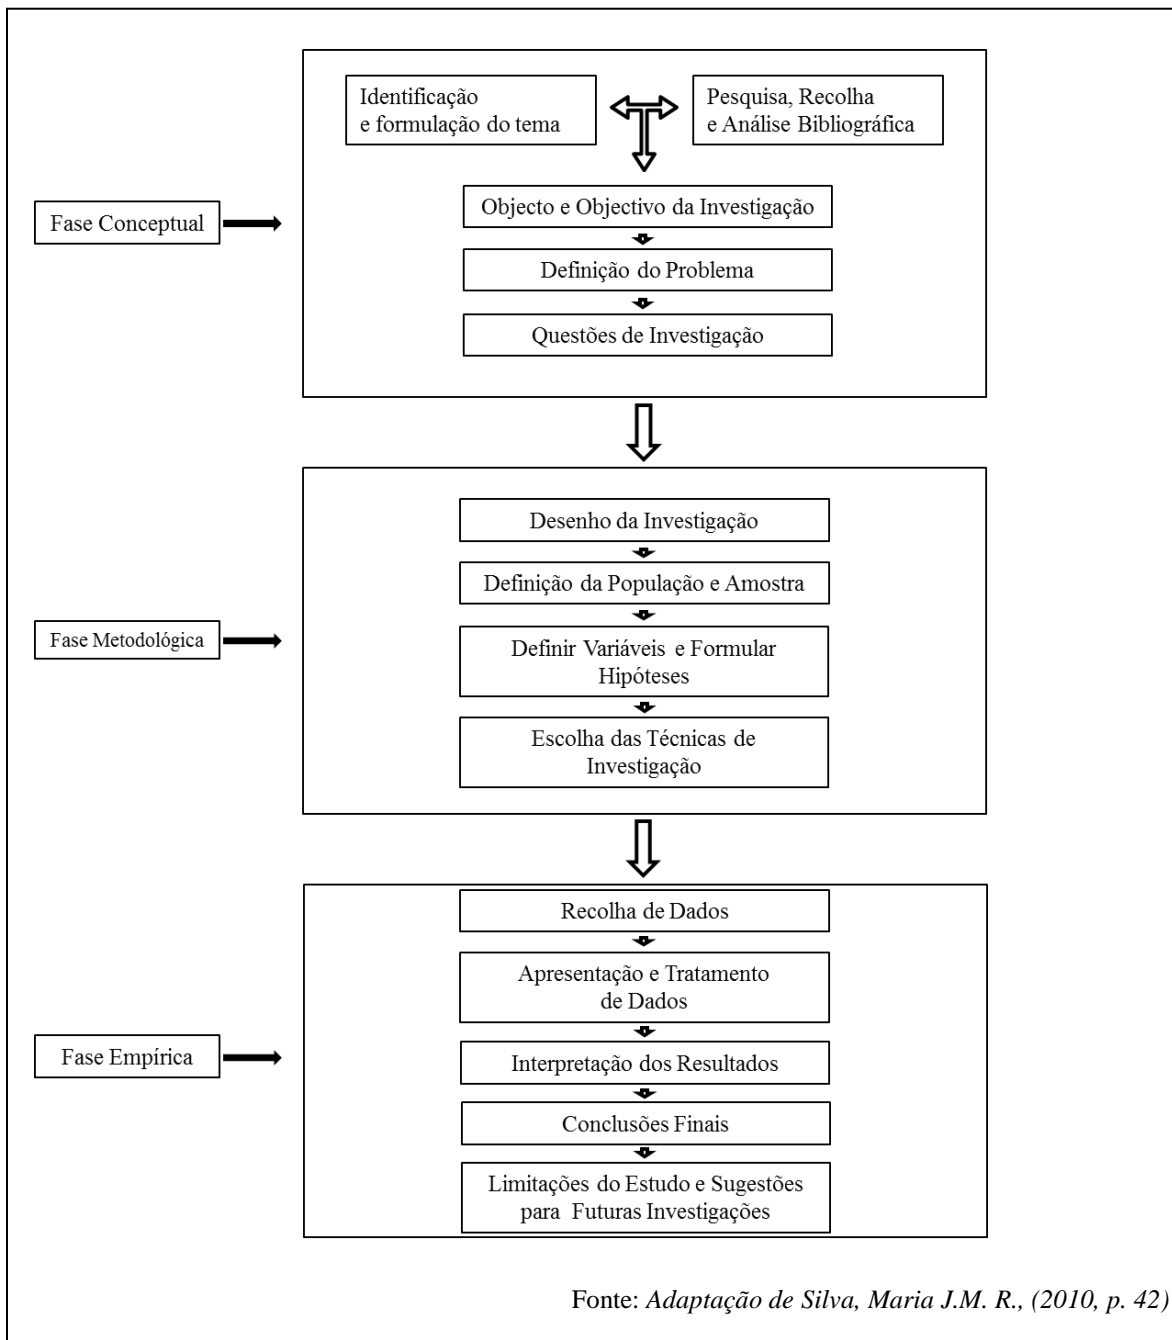 Identificação
e formulação do tema
Pesquisa, Recolha
e Análise Bibliográfica
Objecto e Objectivo da Investigação
Fase Conceptual
Definição do Problema
Questões de Investigação
Desenho da Investigação
Definição da População e Amostra
Fase Metodológica
Definir Variáveis e Formular
Hipóteses
Escolha das Técnicas de
Investigação
Recolha de Dados
Apresentação e Tratamento
de Dados
Fase Empírica
Interpretação dos Resultados
Conclusões Finais
Limitações do Estudo e Sugestões
para Futuras Investigações
Fonte: Adaptação de Silva, Maria J.M. R., (2010, p. 42)